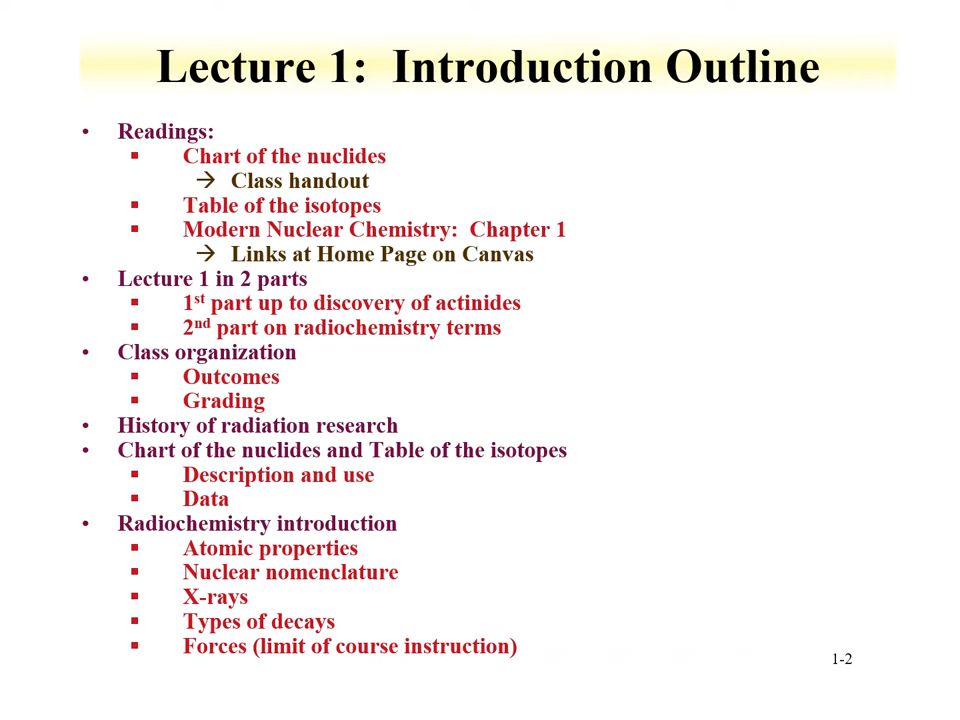 Lecture 1:  Introduction Outline
• Readings:
▪ Chart of the nuclides
→ Class handout
▪ Table of the isotopes
▪ Modern Nuclear Chemistry:  Chapter 1
→ Links at Home Page on Canvas
• Lecture 1 in 2 parts
▪ 1st part up to discovery of actinides
▪ 2nd part on radiochemistry terms
• Class organization
▪ Outcomes
▪ Grading
• History of radiation research
• Chart of the nuclides and Table of the isotopes
▪ Description and use
▪ Data
• Radiochemistry introduction
▪ Atomic properties
▪ Nuclear nomenclature
▪ X-rays
▪ Types of decays
▪ Forces (limit of course instruction)
1-2